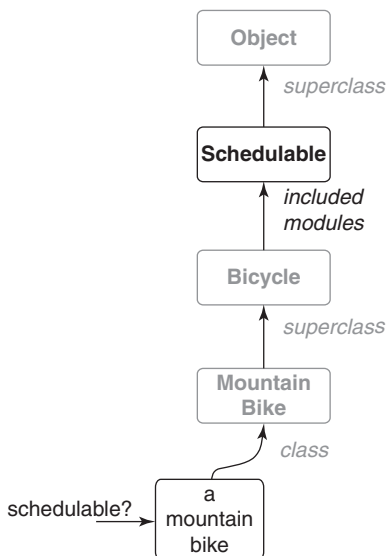 Object
superclass
Schedulable
included
modules
Bicycle
superclass
Mountain
Bike
class
schedulable?
a
mountain
bike